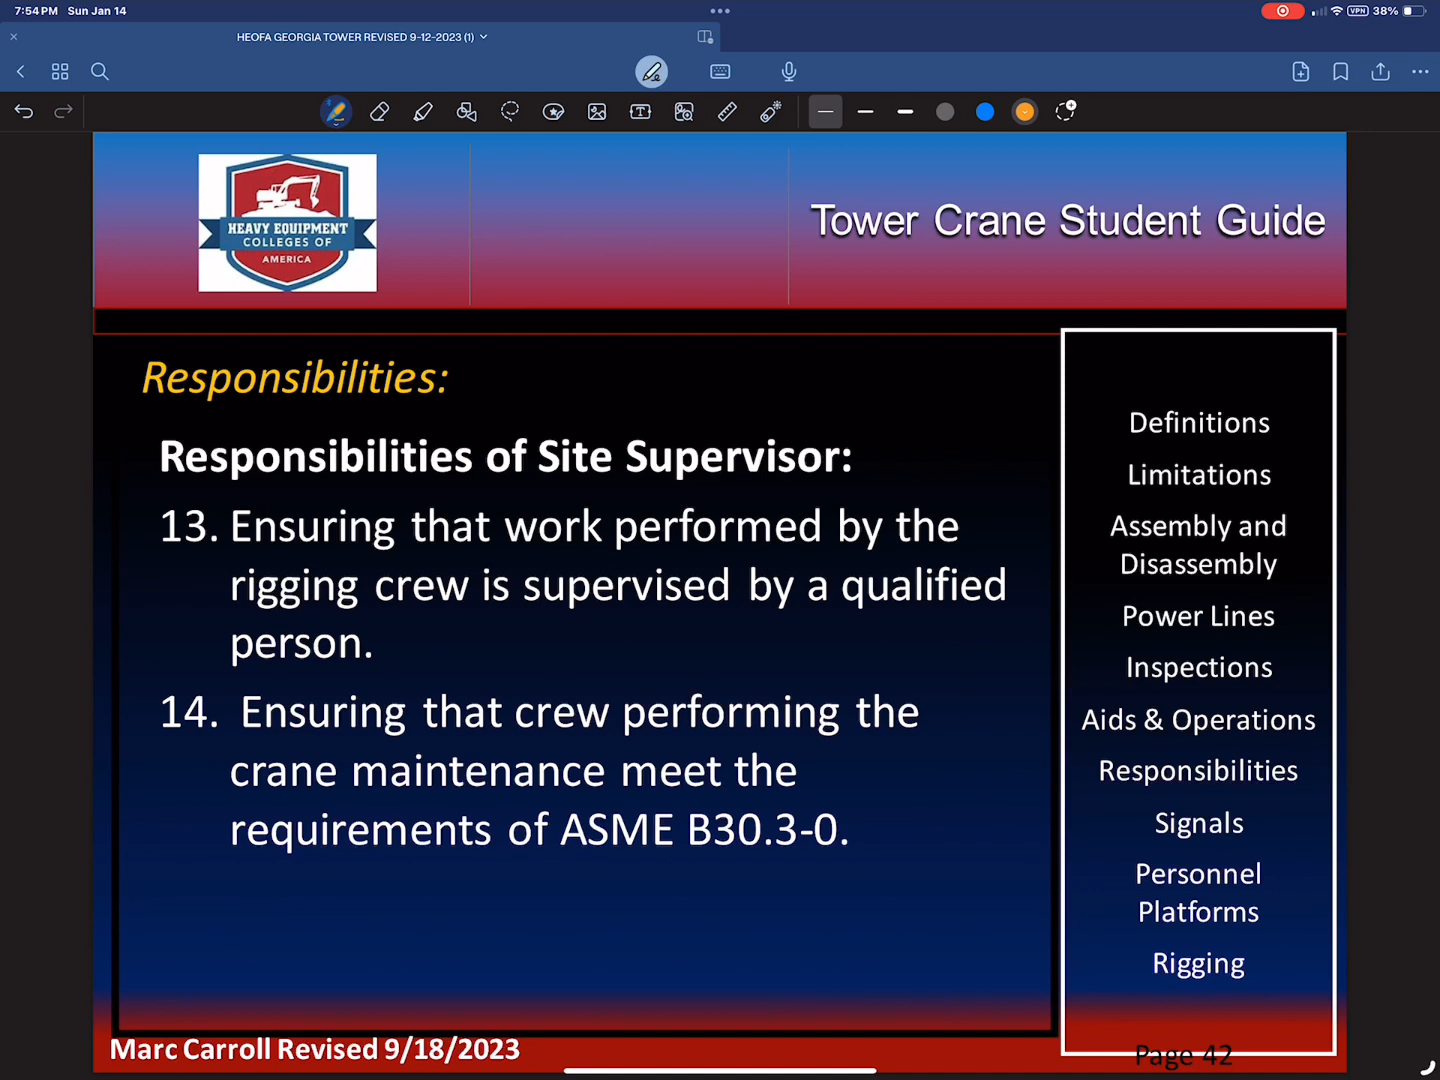 7:54 PM Sun Jan 14
VPN 38%
HEOFA GEORGIA TOWER REVISED 9-12-2023 (1)
HEAVY EQUIPMENT
COLLEGES OF
AMERICA
Tower Crane Student Guide
Responsibilities:
Responsibilities of Site Supervisor:
13. Ensuring that work performed by the
rigging crew is supervised by a qualified
person.
14. Ensuring that crew performing the
crane maintenance meet the
requirements of ASME B30.3-0.
Definitions
Limitations
Assembly and
Disassembly
Power Lines
Inspections
Aids & Operations
Responsibilities
Signals
Personnel
Platforms
Rigging
Marc Carroll Revised 9/18/2023
Page 42